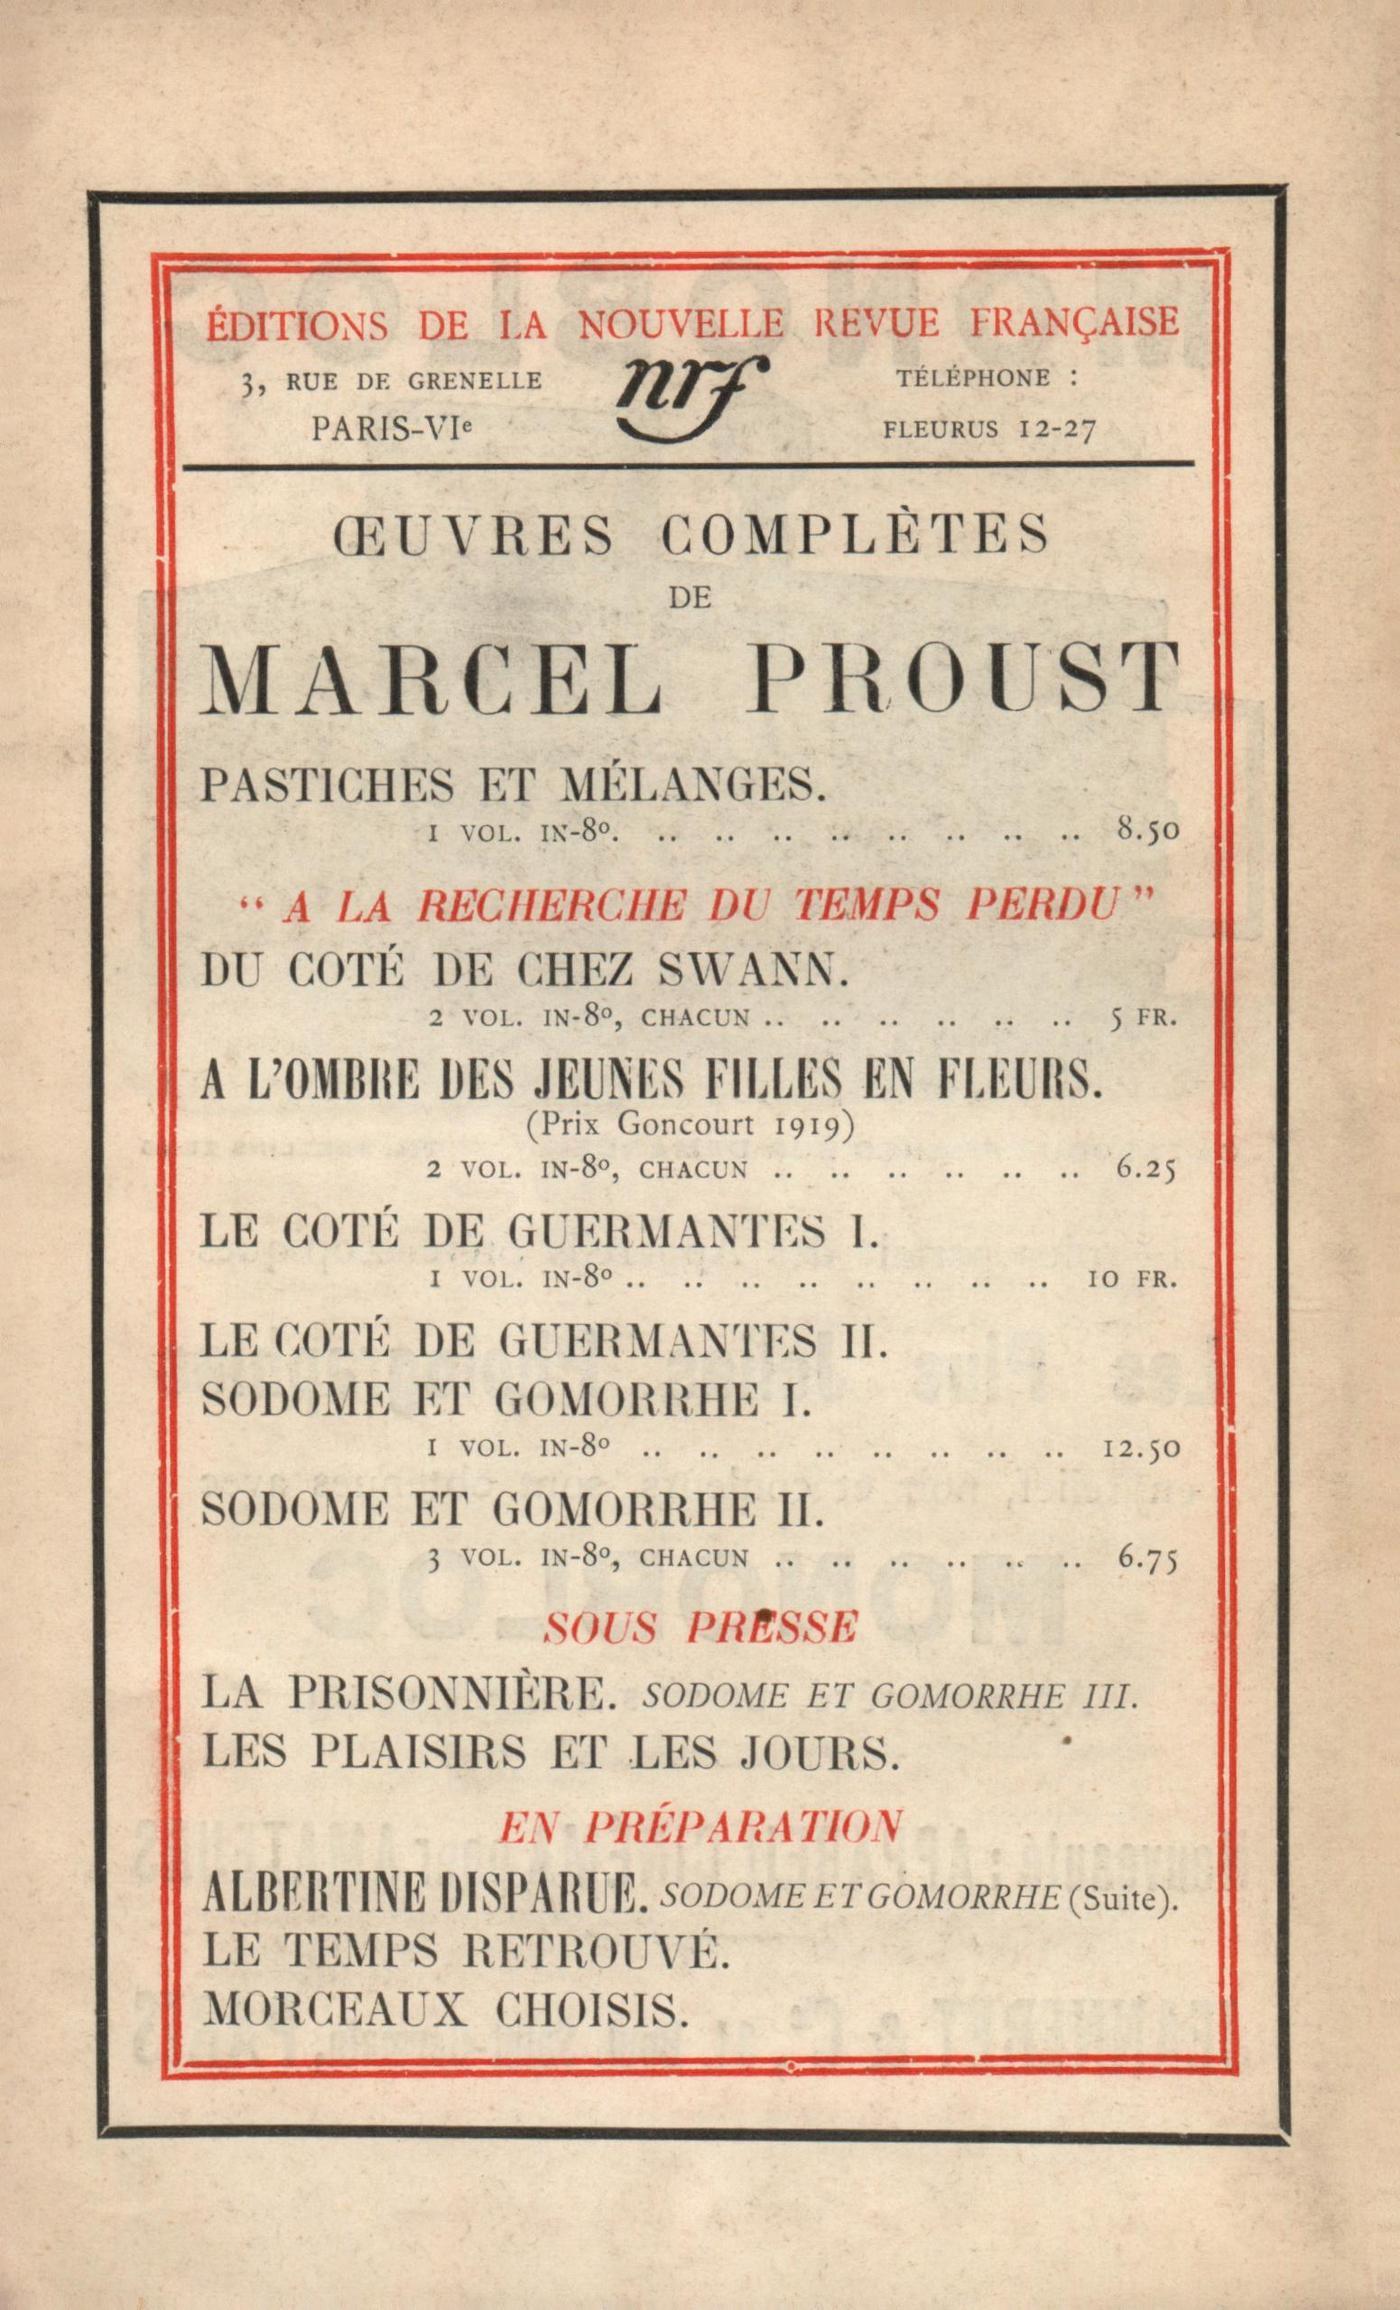 ÉDITIONS DE LA NOUVELLE REVUE FRANÇAISE
3, RUE DE GRENELLE
PARIS-VIe
nrf
TÉLÉPHONE :
FLEURUS 12-27
ŒUVRES COMPLÈTES
DE
MARCEL PROUST
PASTICHES ET MÉLANGES.
1 VOL. IN-8º. .. .. .. .. .. .. .. .. 8.50
" A LA RECHERCHE DU TEMPS PERDU "
DU COTÉ DE CHEZ SWANN.
2 VOL. IN-8º, CHACUN .. .. .. .. .. .. 5 FR.
A L'OMBRE DES JEUNES FILLES EN FLEURS.
(Prix Goncourt 1919)
2 VOL. IN-8º, CHACUN .. .. .. .. .. .. 6.25
LE COTÉ DE GUERMANTES I.
1 VOL. IN-8º .. .. .. .. .. .. .. .. 10 FR.
LE COTÉ DE GUERMANTES II.
SODOME ET GOMORRHE I.
1 VOL. IN-8º .. .. .. .. .. .. .. .. 12.50
SODOME ET GOMORRHE II.
3 VOL. IN-8º, CHACUN .. .. .. .. .. .. 6.75
SOUS PRESSE
LA PRISONNIÈRE. SODOME ET GOMORRHE III.
LES PLAISIRS ET LES JOURS.
EN PRÉPARATION
ALBERTINE DISPARUE. SODOME ET GOMORRHE (Suite).
LE TEMPS RETROUVÉ.
MORCEAUX CHOISIS.